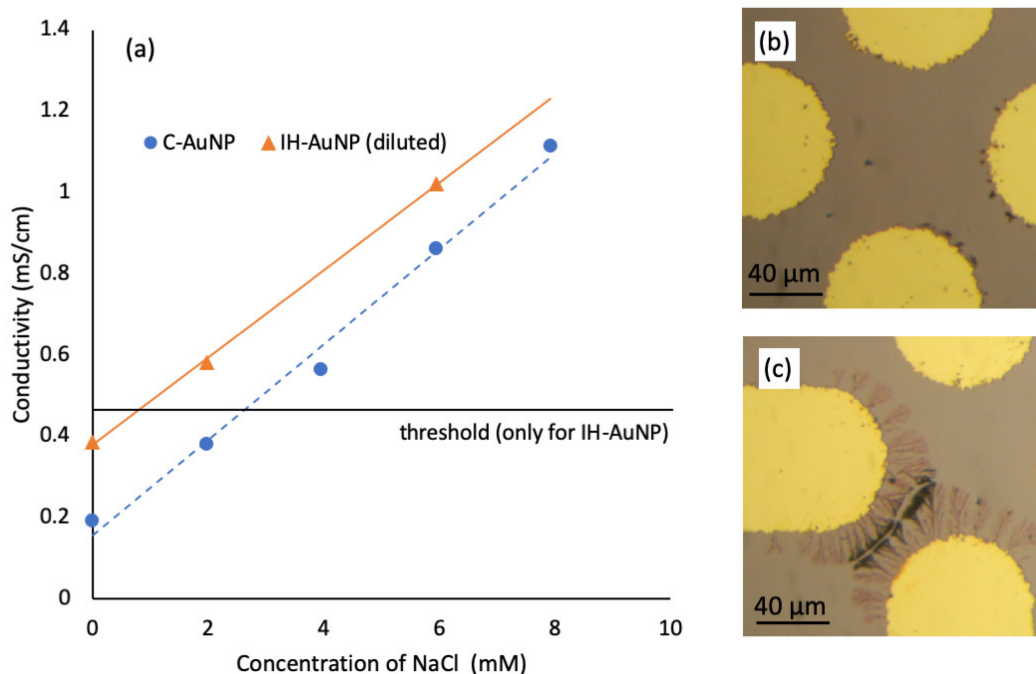 (a)
C-AuNP
IH-AuNP (diluted)
threshold (only for IH-AuNP)
Conductivity (mS/cm)
1.4
1.2
1
0.8
0.6
0.4
0.2
0
0
2
4
6
8
10
Concentration of NaCl (mM)
(b)
40 μm
(c)
40 μm